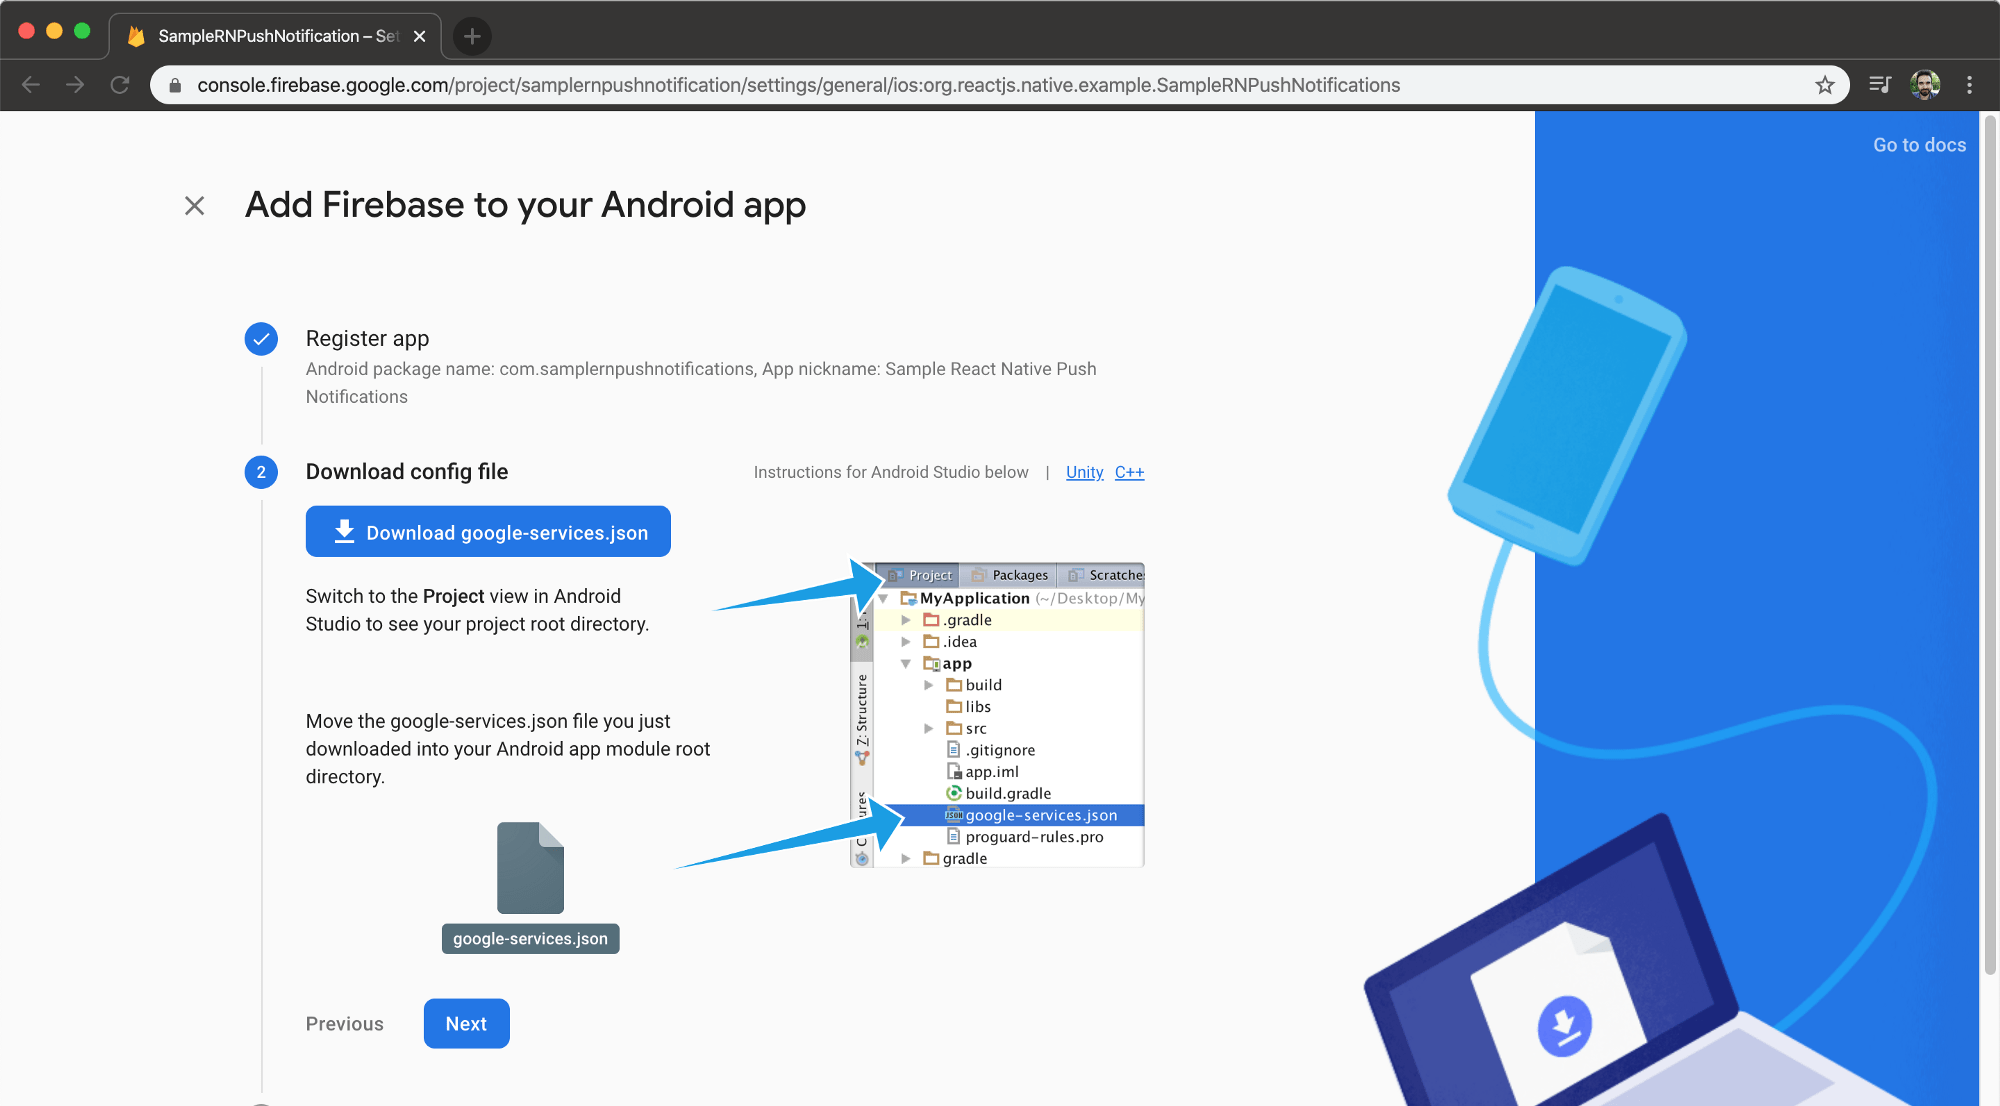 SampleRNPushNotification – Set
console.firebase.google.com/project/samplernpushnotification/settings/general/ios:org.reactjs.native.example.SampleRNPushNotifications
Go to docs
Add Firebase to your Android app
Register app
Android package name: com.samplernpushnotifications, App nickname: Sample React Native Push
Notifications
2
Download config file
Instructions for Android Studio below | Unity C++
Download google-services.json
Switch to the Project view in Android
Studio to see your project root directory.
Move the google-services.json file you just
downloaded into your Android app module root
directory.
google-services.json
Project Packages Scratches
MyApplication (~/Desktop/My
.gradle
.idea
app
build
libs
src
.gitignore
app.iml
build.gradle
JSON google-services.json
proguard-rules.pro
gradle
1:
7: Structure
Previous
Next